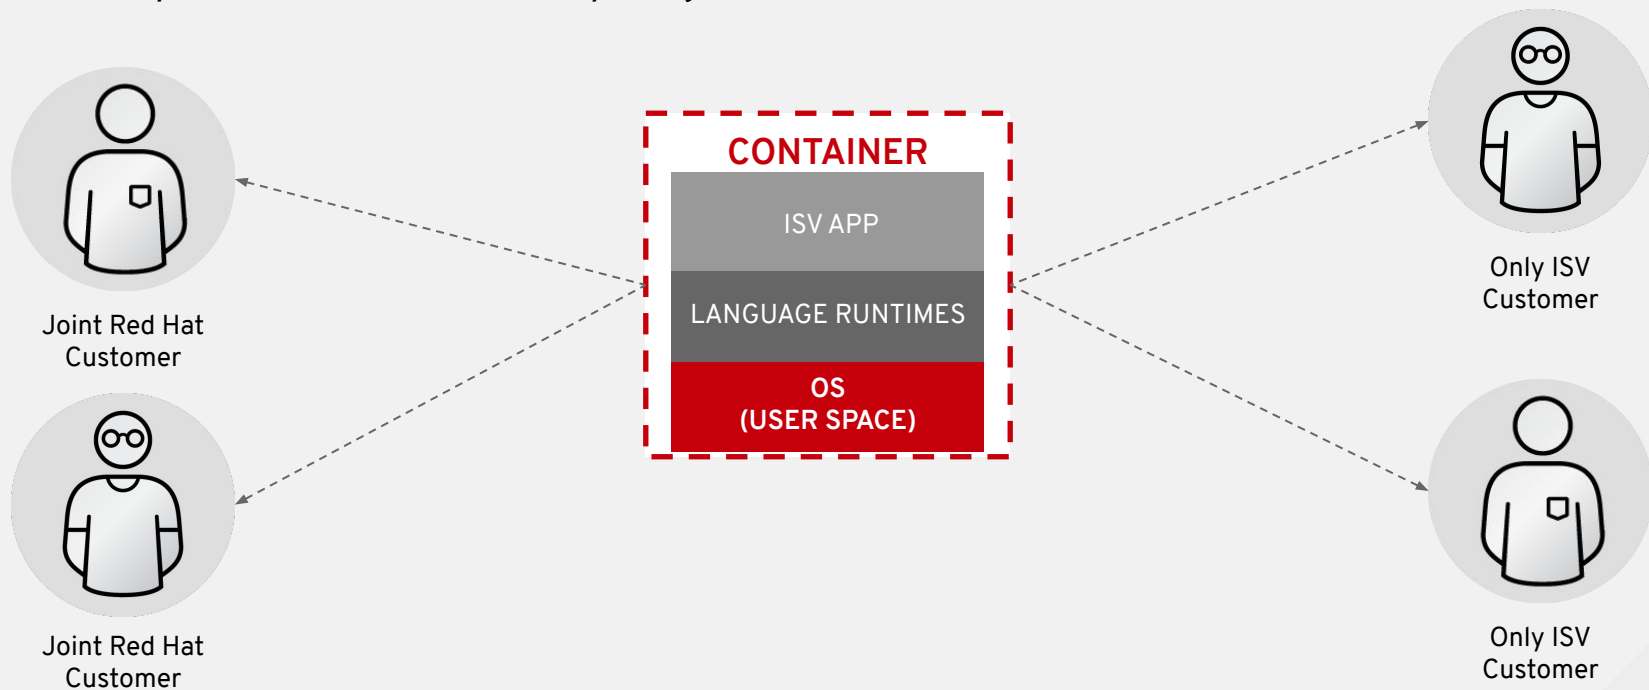 CONTAINER
ISV APP
LANGUAGE RUNTIMES
OS
(USER SPACE)
Joint Red Hat
Customer
Joint Red Hat
Customer
Only ISV
Customer
Only ISV
Customer